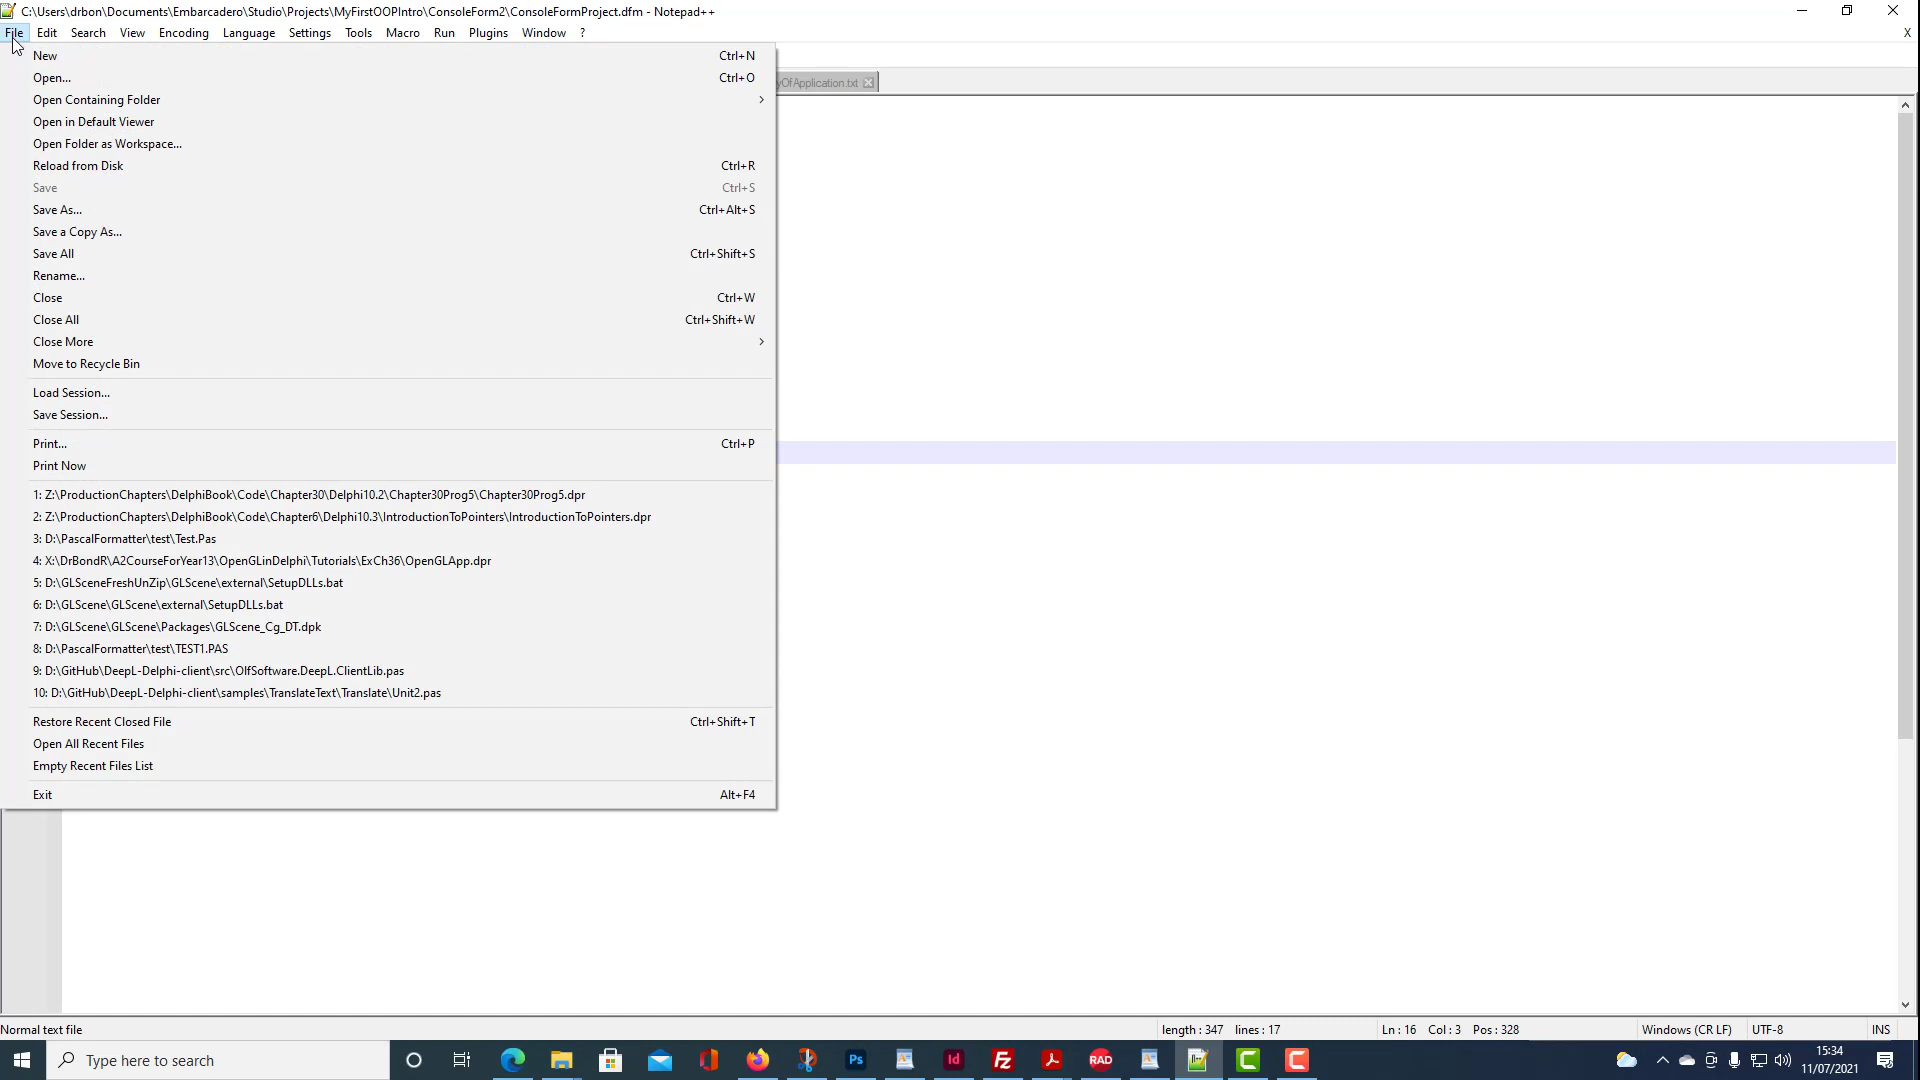 C:\Users\drbon\Documents\Embarcadero\Studio\Projects\MyFirstOOPIntro\ConsoleForm2\ConsoleFormProject.dfm - Notepad++
File Edit Search View Encoding Language Settings Tools Macro Run Plugins Window ? X
New Ctrl+N
Open... Ctrl+O
yOfApplication.txt
Open Containing Folder
Open in Default Viewer
Open Folder as Workspace...
Reload from Disk Ctrl+R
Save Ctrl+S
Save As... Ctrl+Alt+S
Save a Copy As...
Save All Ctrl+Shift+S
Rename...
Close Ctrl+W
Close All Ctrl+Shift+W
Close More
Move to Recycle Bin
Load Session...
Save Session...
Print... Ctrl+P
Print Now
1: Z:\ProductionChapters\DelphiBook\Code\Chapter30\Delphi10.2\Chapter30Prog5\Chapter30Prog5.dpr
2: Z:\ProductionChapters\DelphiBook\Code\Chapter6\Delphi10.3\IntroductionToPointers\IntroductionToPointers.dpr
3: D:\PascalFormatter\test\Test.Pas
4: X:\DrBondR\A2CourseForYear13\OpenGLinDelphi\Tutorials\ExCh36\OpenGLApp.dpr
5: D:\GLSceneFreshUnZip\GLScene\external\SetupDLLs.bat
6: D:\GLScene\GLScene\external\SetupDLLs.bat
7: D:\GLScene\GLScene\Packages\GLScene_Cg_DT.dpk
8: D:\PascalFormatter\test\TEST1.PAS
9: D:\GitHub\DeepL-Delphi-client\src\OlfSoftware.DeepL.ClientLib.pas
10: D:\GitHub\DeepL-Delphi-client\samples\TranslateText\Translate\Unit2.pas
Restore Recent Closed File Ctrl+Shift+T
Open All Recent Files
Empty Recent Files List
Exit Alt+F4
Normal text file length : 347 lines : 17 Ln : 16 Col : 3 Pos : 328 Windows (CR LF) UTF-8 INS
Type here to search Ps Id Fz RAD 15:34
11/07/2021